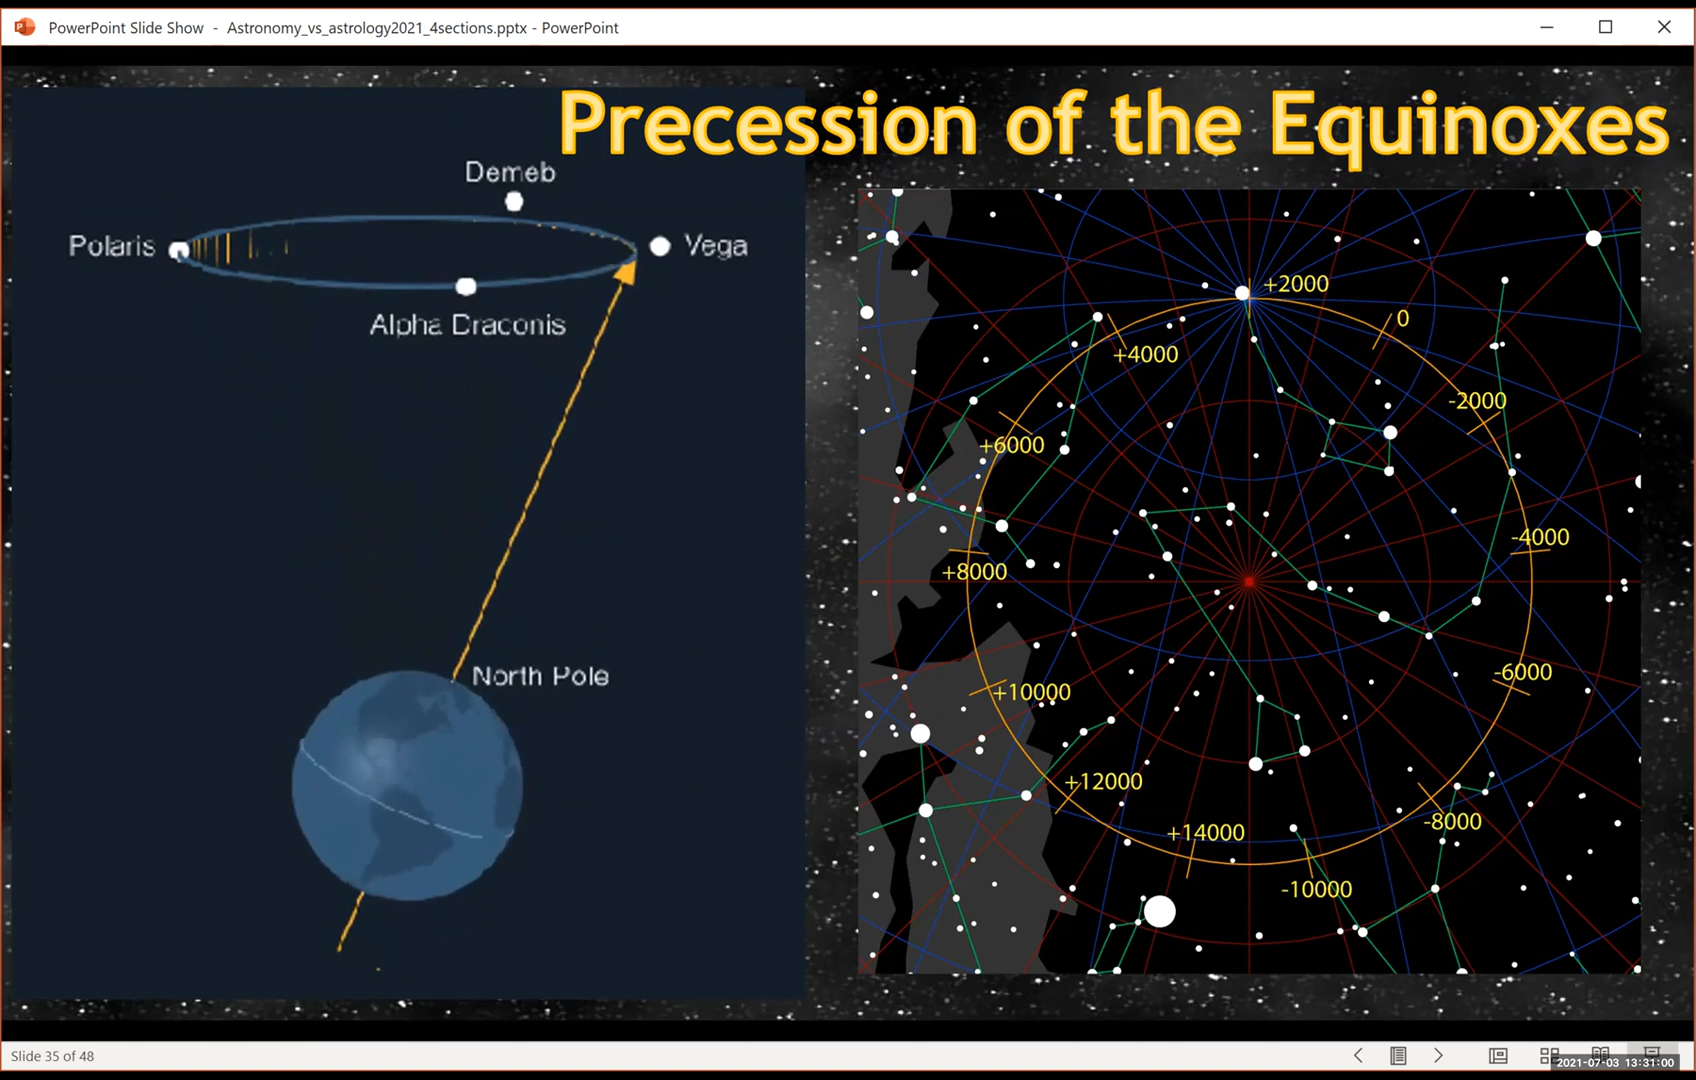 PowerPoint Slide Show - Astronomy_vs_astrology2021_4sections.pptx - PowerPoint
Precession of the Equinoxes
Demeb
Polaris
Vega
Alpha Draconis
North Pole
+2000
0
+4000
-2000
+6000
-4000
+8000
-6000
+10000
+12000
-8000
+14000
-10000
Slide 35 of 48
2021-07-03 13:31:00